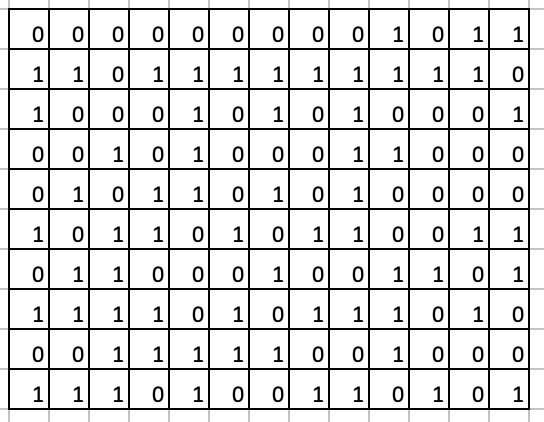 0 0 0 0 0 0 0 0 0 1 0 1 1
1 1 0 1 1 1 1 1 1 1 1 1 0
1 0 0 0 1 0 1 0 1 0 0 0 1
0 0 1 0 1 0 0 0 1 1 0 0 0
0 1 0 1 1 0 1 0 1 0 0 0 0
1 0 1 1 0 1 0 1 1 0 0 1 1
0 1 1 0 0 0 1 0 0 1 1 0 1
1 1 1 1 0 1 0 1 1 1 0 1 0
0 0 1 1 1 1 1 0 0 1 0 0 0
1 1 1 0 1 0 0 1 1 0 1 0 1